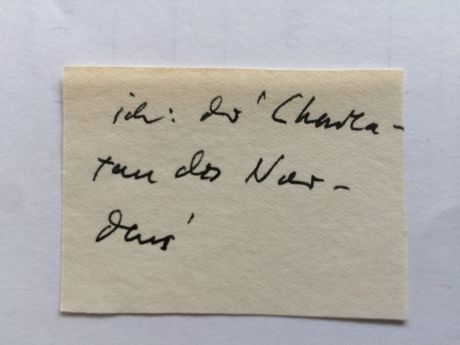 ich: der 'Charla-
tan des Nor-
dens'